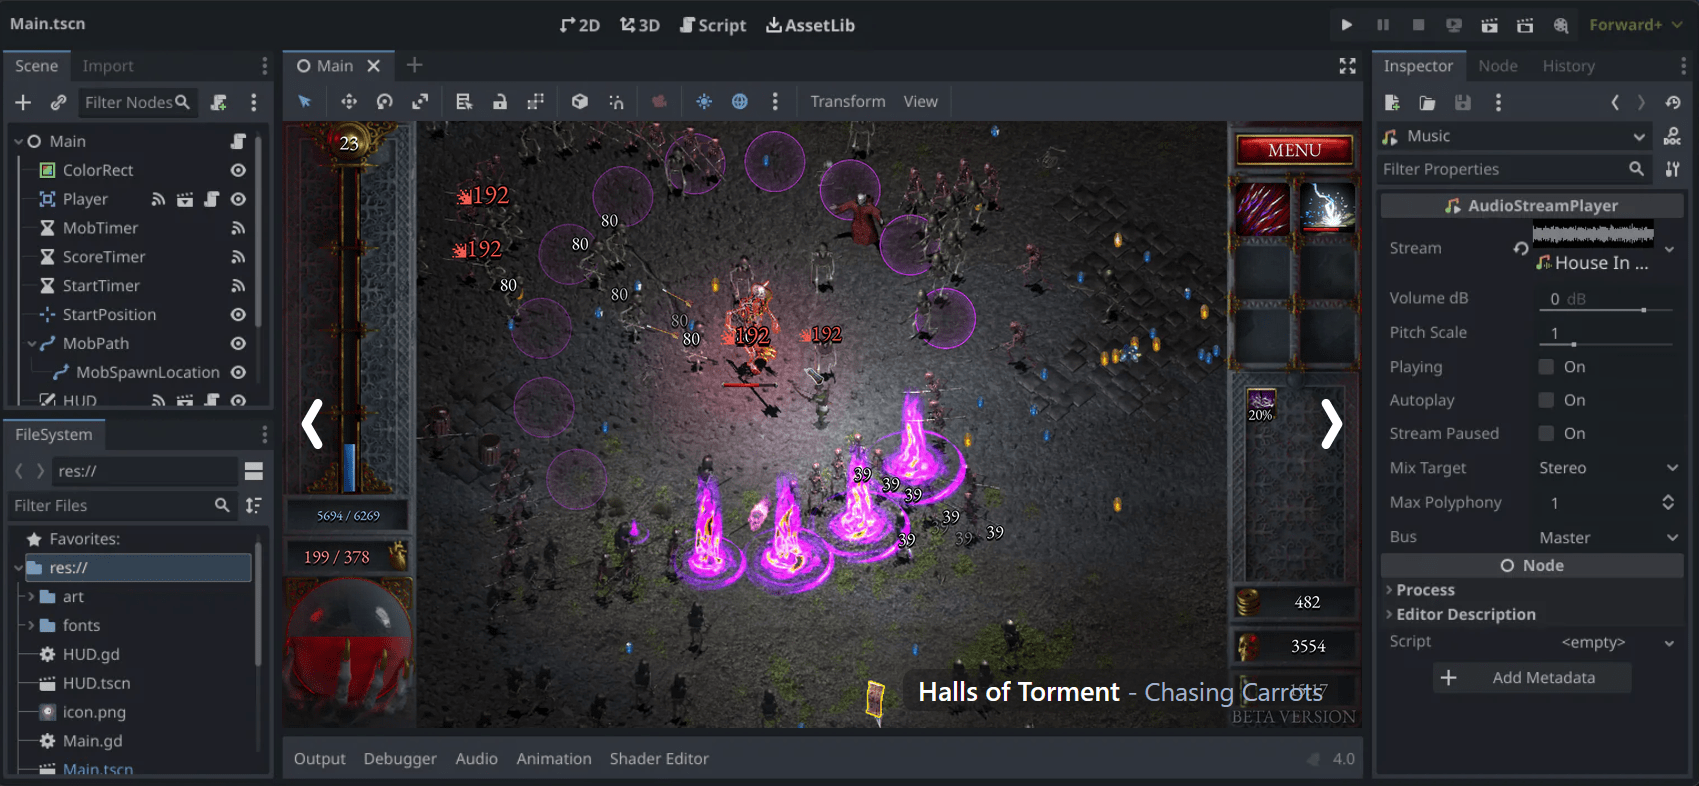 Main.tscn
2D
3D
Script
AssetLib
Forward+
Scene
Import
Filter Nodes
Main
ColorRect
Player
MobTimer
ScoreTimer
StartTimer
StartPosition
MobPath
MobSpawnLocation
HUD
FileSystem
res://
Filter Files
Favorites:
res://
art
fonts
HUD.gd
HUD.tscn
icon.png
Main.gd
Main.tscn
Main
Transform
View
23
192
80
192
80
80
80
80
80
192
192
39
39
39
39
39
39
39
5694 / 6269
199 / 378
MENU
20%
482
3554
Halls of Torment - Chasing Carrots
BETA VERSION
Output
Debugger
Audio
Animation
Shader Editor
4.0
Inspector
Node
History
Music
DOC
Filter Properties
AudioStreamPlayer
Stream
House In ...
Volume dB
0 dB
Pitch Scale
1
Playing
On
Autoplay
On
Stream Paused
On
Mix Target
Stereo
Max Polyphony
1
Bus
Master
Node
Process
Editor Description
Script
<empty>
Add Metadata